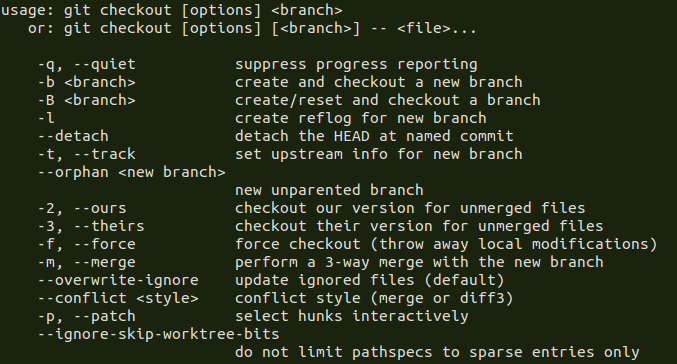 usage: git checkout [options] <branch>
   or: git checkout [options] [<branch>] -- <file>...

    -q, --quiet           suppress progress reporting
    -b <branch>           create and checkout a new branch
    -B <branch>           create/reset and checkout a branch
    -l                    create reflog for new branch
    --detach              detach the HEAD at named commit
    -t, --track           set upstream info for new branch
    --orphan <new branch>
                          new unparented branch
    -2, --ours            checkout our version for unmerged files
    -3, --theirs          checkout their version for unmerged files
    -f, --force           force checkout (throw away local modifications)
    -m, --merge           perform a 3-way merge with the new branch
    --overwrite-ignore    update ignored files (default)
    --conflict <style>    conflict style (merge or diff3)
    -p, --patch           select hunks interactively
    --ignore-skip-worktree-bits
                          do not limit pathspecs to sparse entries only